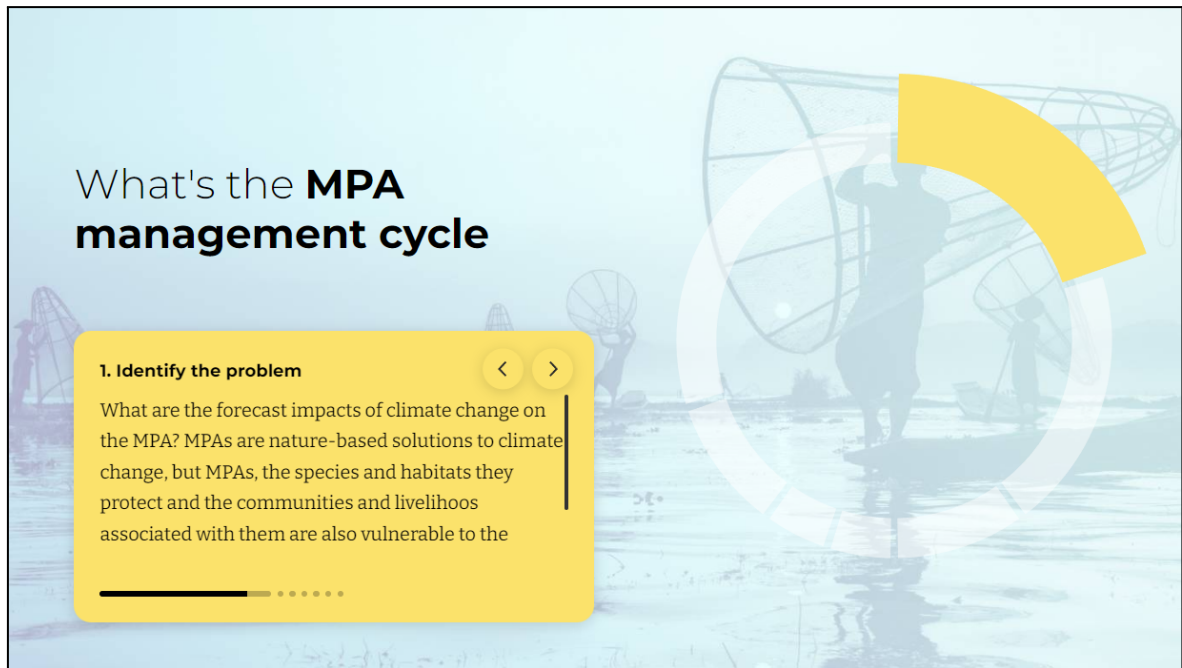 What's the MPA
management cycle
1. Identify the problem
What are the forecast impacts of climate change on
the MPA? MPAs are nature-based solutions to climate
change, but MPAs, the species and habitats they
protect and the communities and livelihoos
associated with them are also vulnerable to the